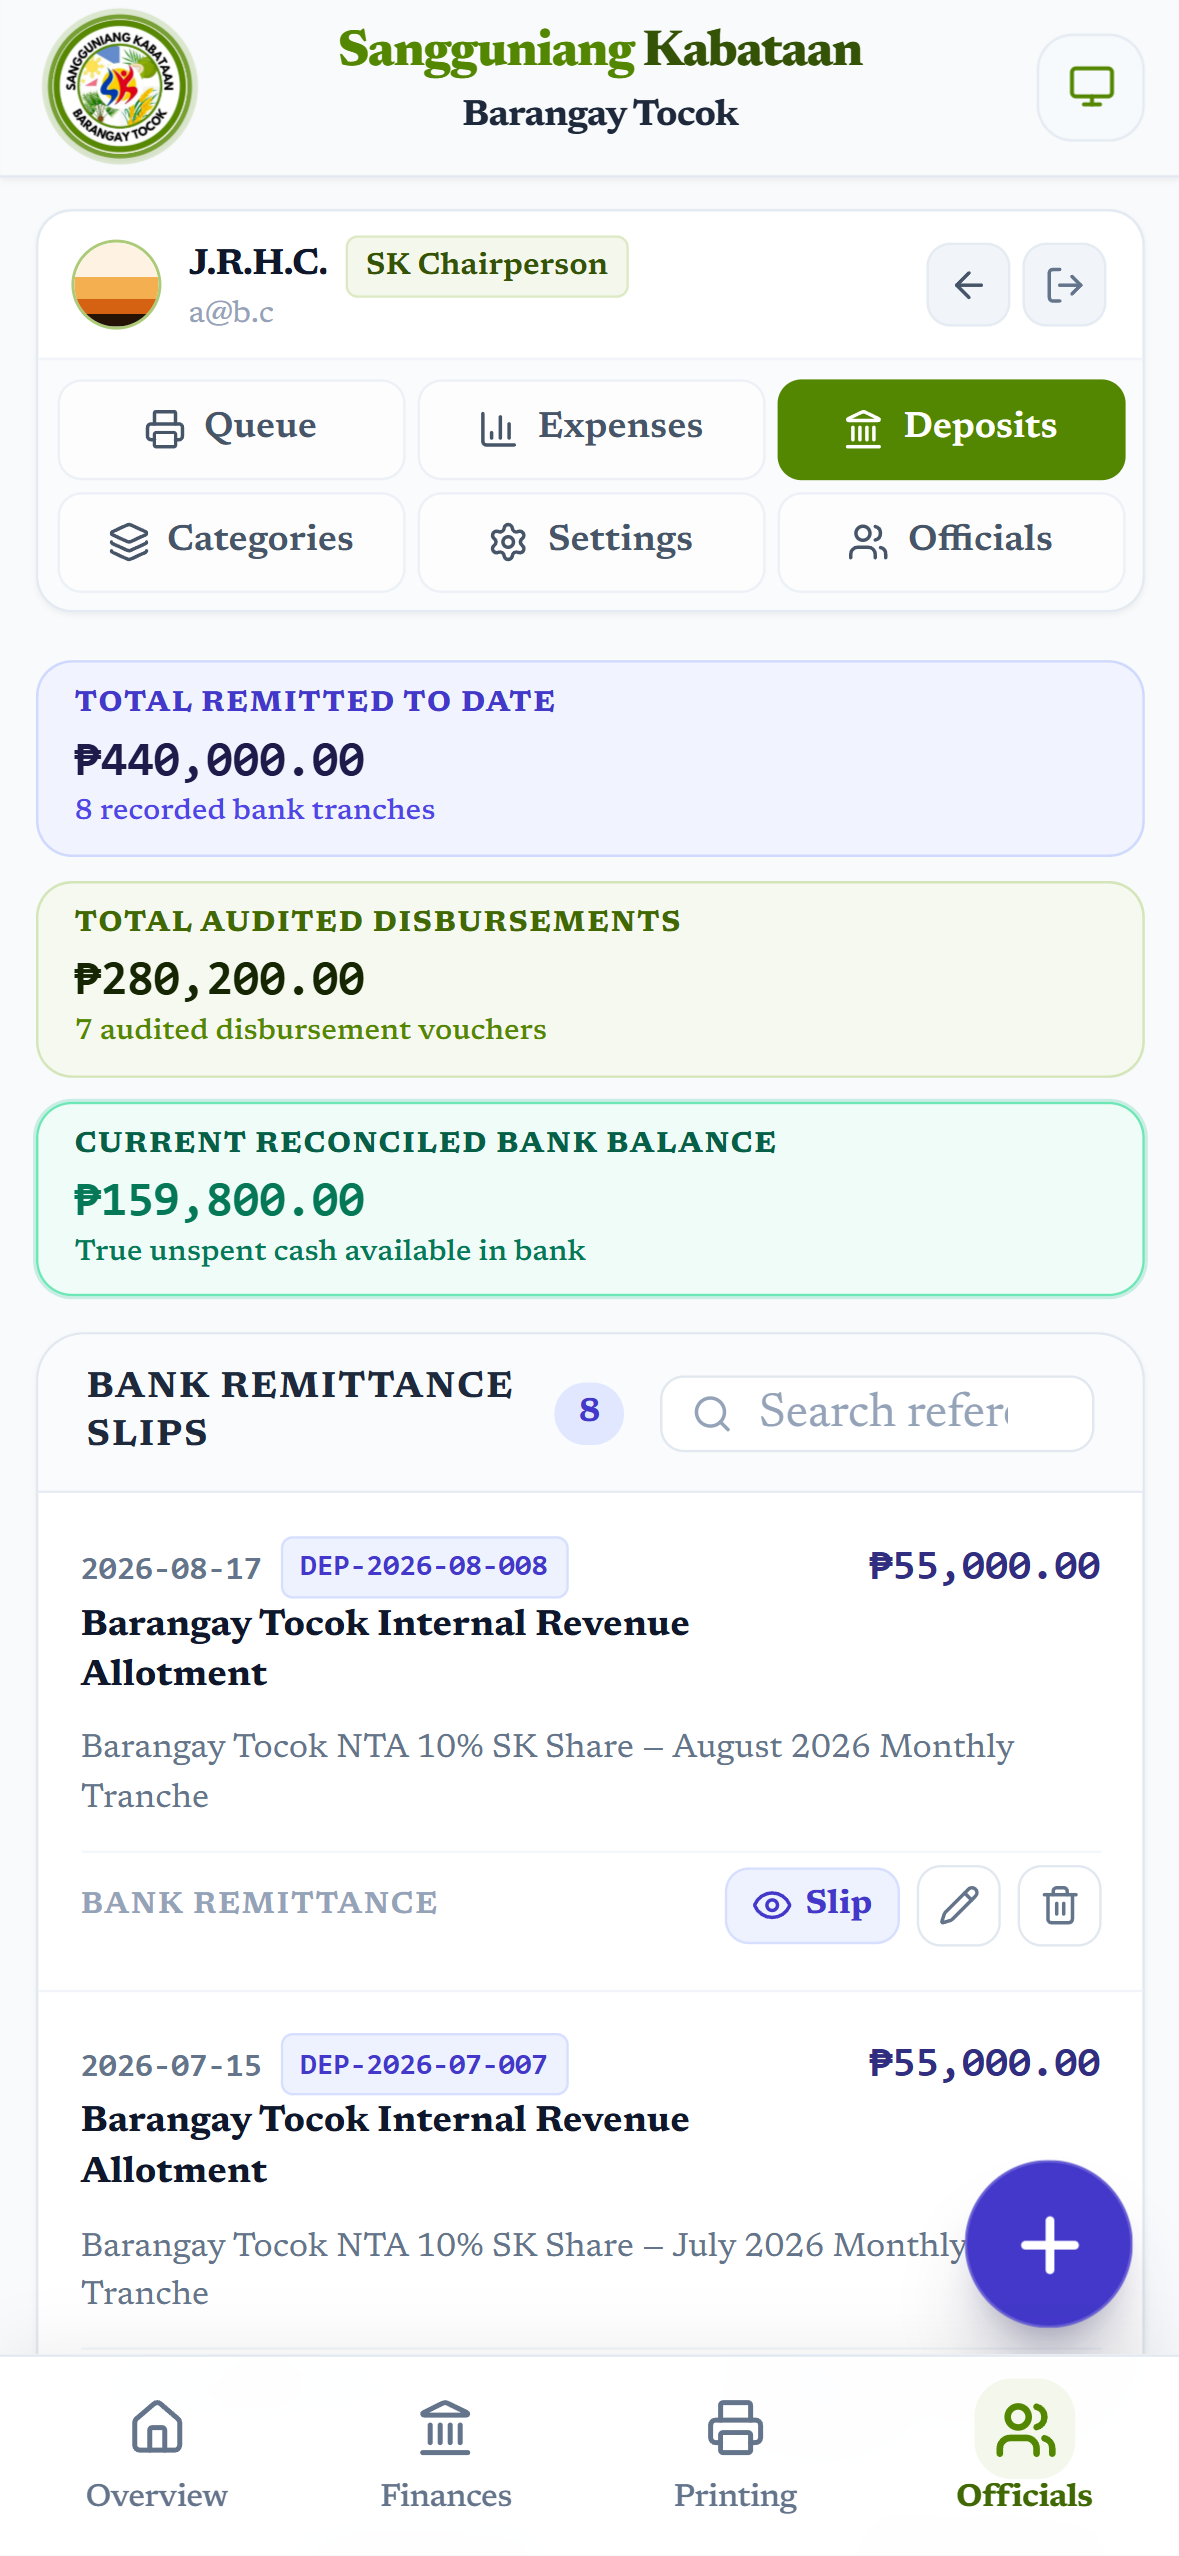 SANGGUNIANG KABATAAN
BARANGAY TOCOK
Sangguniang Kabataan
Barangay Tocok
J.R.H.C.
SK Chairperson
a@b.c
Queue
Expenses
Deposits
Categories
Settings
Officials
TOTAL REMITTED TO DATE
₱440,000.00
8 recorded bank tranches
TOTAL AUDITED DISBURSEMENTS
₱280,200.00
7 audited disbursement vouchers
CURRENT RECONCILED BANK BALANCE
₱159,800.00
True unspent cash available in bank
BANK REMITTANCE
SLIPS
8
Search refer
2026-08-17
DEP-2026-08-008
₱55,000.00
Barangay Tocok Internal Revenue
Allotment
Barangay Tocok NTA 10% SK Share – August 2026 Monthly
Tranche
BANK REMITTANCE
Slip
2026-07-15
DEP-2026-07-007
₱55,000.00
Barangay Tocok Internal Revenue
Allotment
Barangay Tocok NTA 10% SK Share – July 2026 Monthly
Tranche
Overview
Finances
Printing
Officials